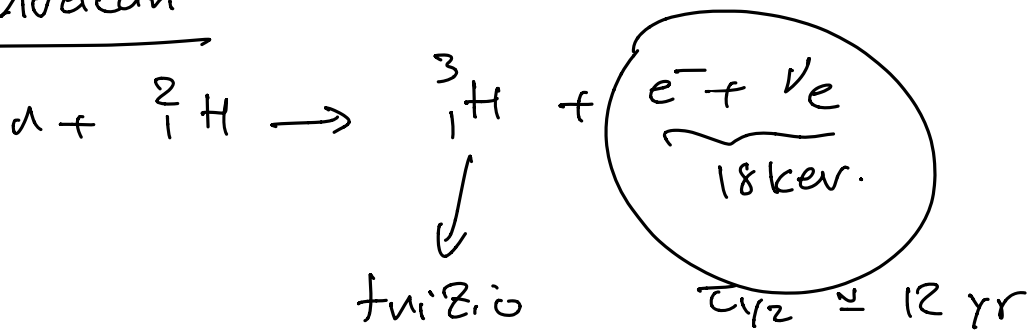 n + ²₁H → ³₁H + e⁻ + νe
18 keV.
trizio τ1/2 ≃ 12 yr